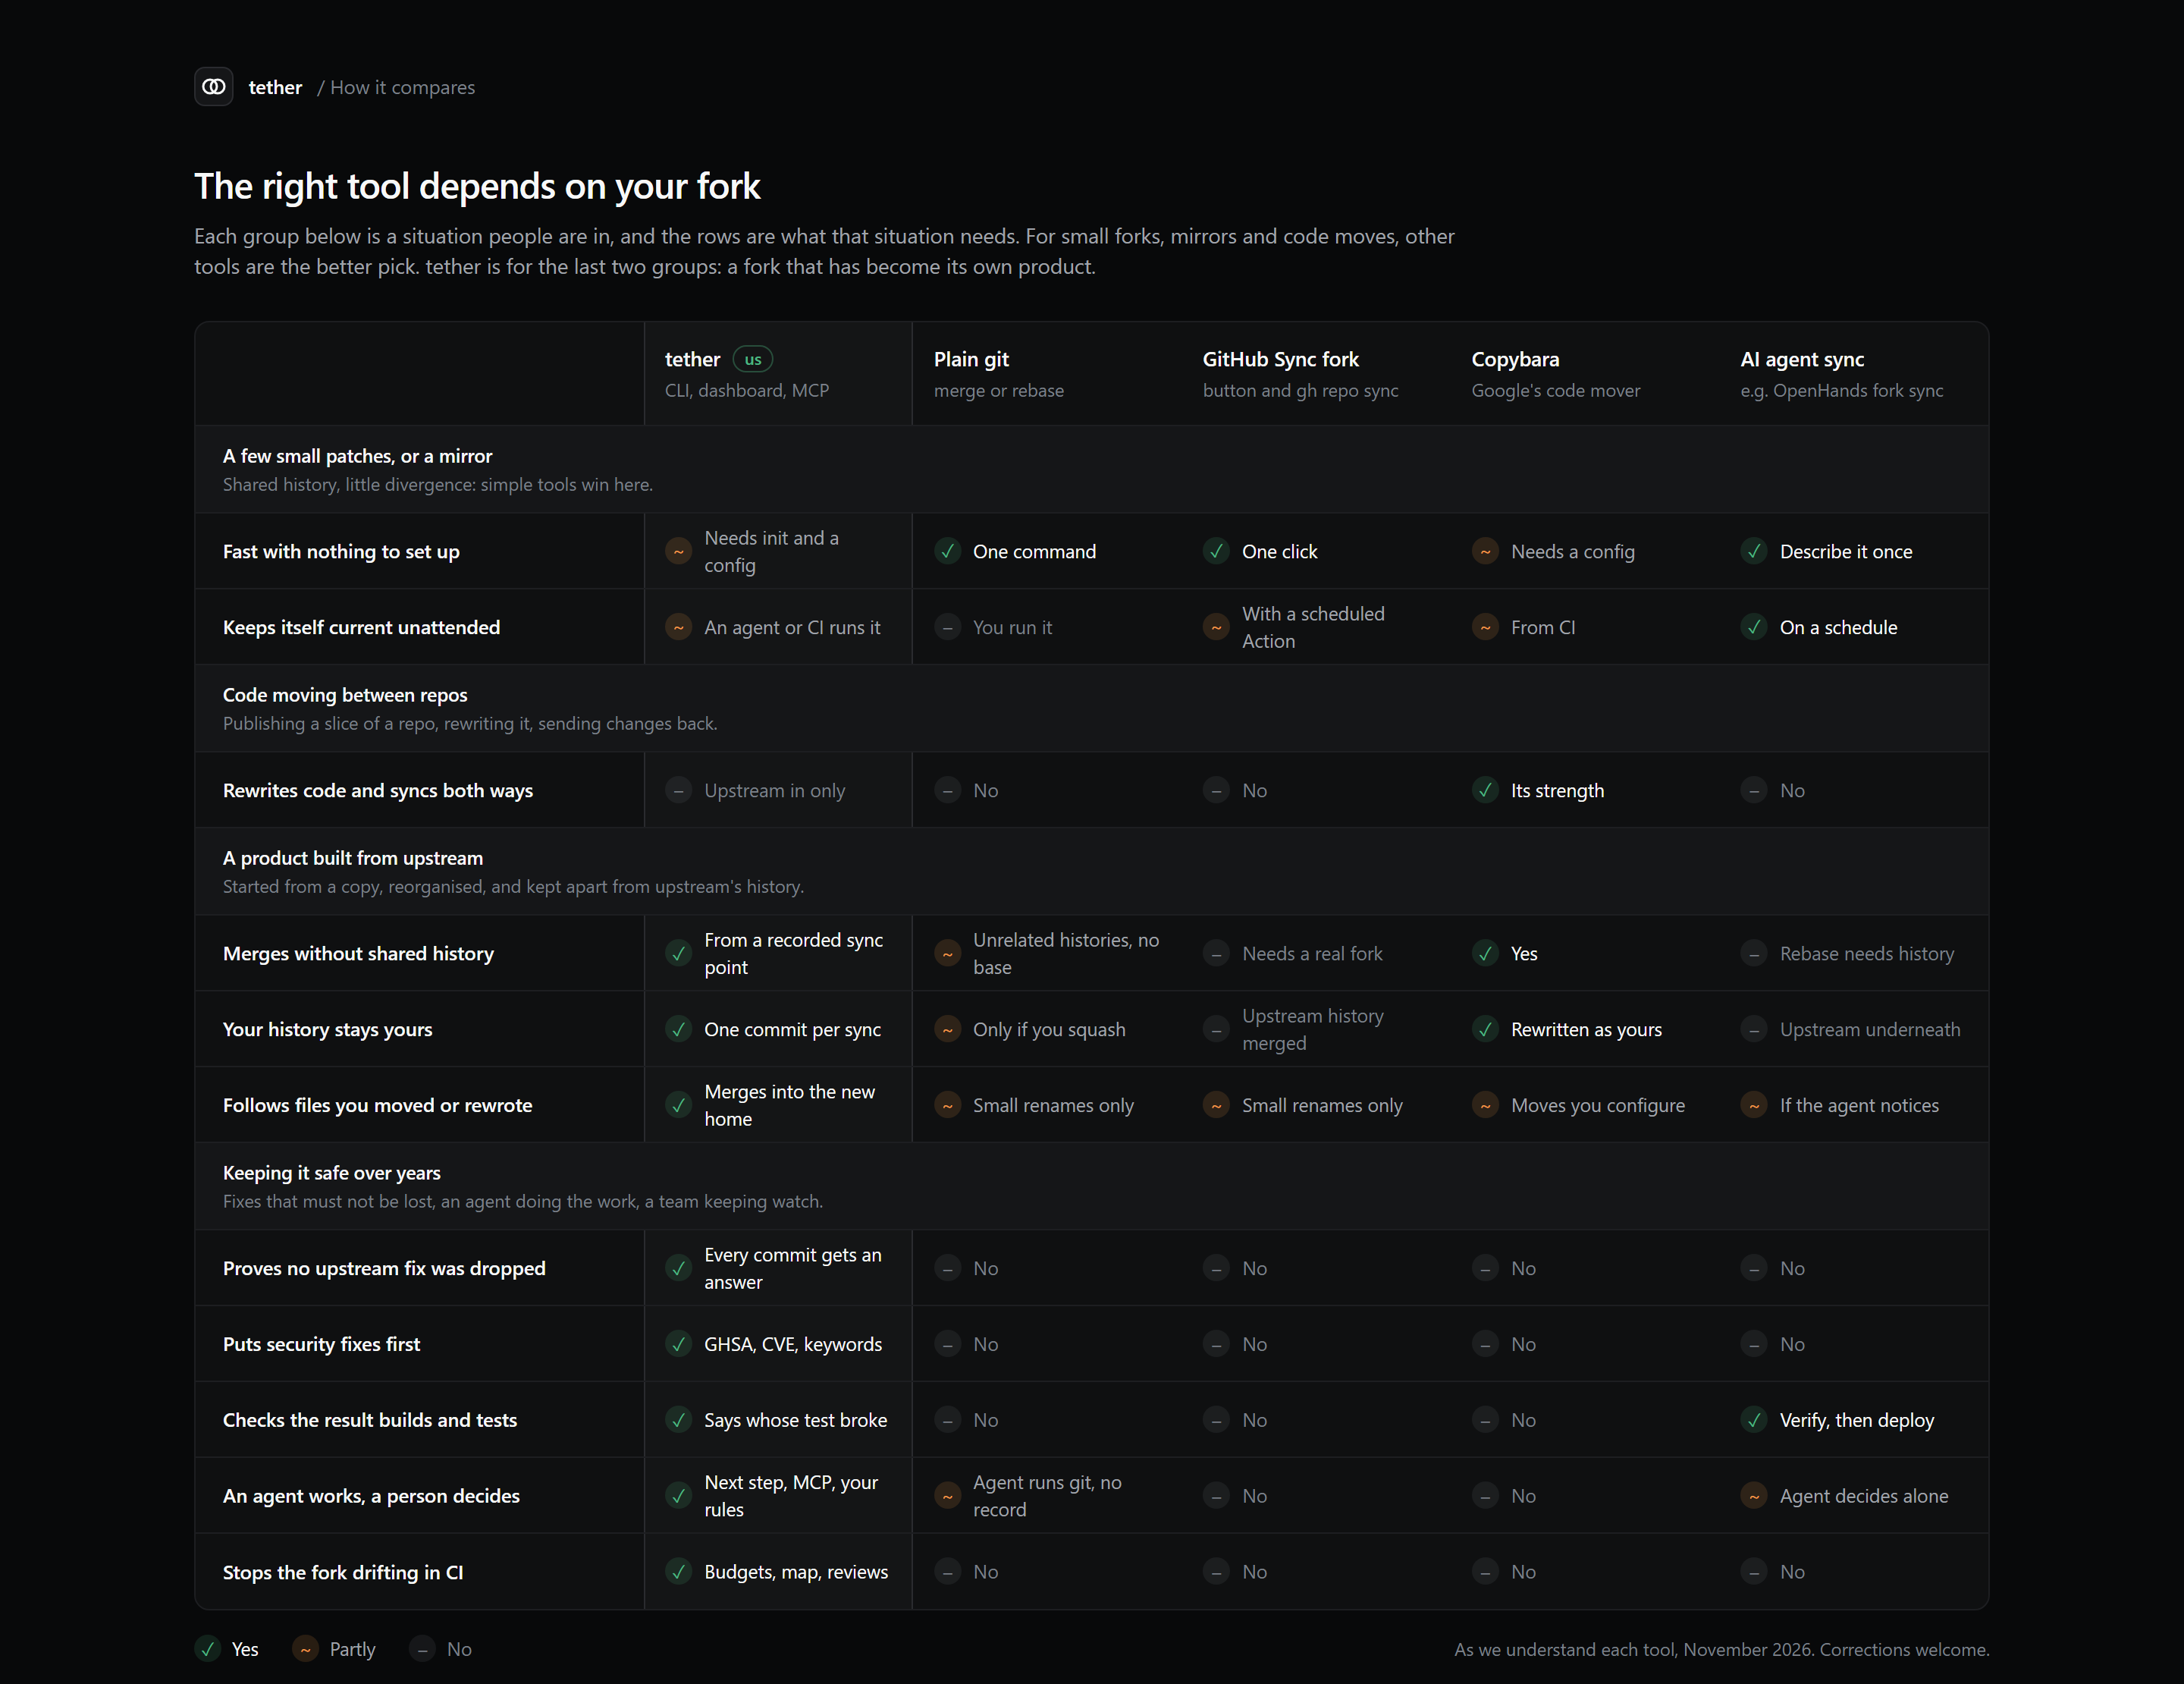 tether / How it compares
The right tool depends on your fork
Each group below is a situation people are in, and the rows are what that situation needs. For small forks, mirrors and code moves, other
tools are the better pick. tether is for the last two groups: a fork that has become its own product.
tether us
CLI, dashboard, MCP
Plain git
merge or rebase
GitHub Sync fork
button and gh repo sync
Copybara
Google's code mover
AI agent sync
e.g. OpenHands fork sync
A few small patches, or a mirror
Shared history, little divergence: simple tools win here.
Fast with nothing to set up
~ Needs init and a
config
✓ One command
✓ One click
~ Needs a config
✓ Describe it once
Keeps itself current unattended
~ An agent or CI runs it
– You run it
~ With a scheduled
Action
~ From CI
✓ On a schedule
Code moving between repos
Publishing a slice of a repo, rewriting it, sending changes back.
Rewrites code and syncs both ways
– Upstream in only
– No
– No
✓ Its strength
– No
A product built from upstream
Started from a copy, reorganised, and kept apart from upstream's history.
Merges without shared history
✓ From a recorded sync
point
~ Unrelated histories, no
base
– Needs a real fork
✓ Yes
– Rebase needs history
Your history stays yours
✓ One commit per sync
~ Only if you squash
– Upstream history
merged
✓ Rewritten as yours
– Upstream underneath
Follows files you moved or rewrote
✓ Merges into the new
home
~ Small renames only
~ Small renames only
~ Moves you configure
~ If the agent notices
Keeping it safe over years
Fixes that must not be lost, an agent doing the work, a team keeping watch.
Proves no upstream fix was dropped
✓ Every commit gets an
answer
– No
– No
– No
– No
Puts security fixes first
✓ GHSA, CVE, keywords
– No
– No
– No
– No
Checks the result builds and tests
✓ Says whose test broke
– No
– No
– No
✓ Verify, then deploy
An agent works, a person decides
✓ Next step, MCP, your
rules
~ Agent runs git, no
record
– No
– No
~ Agent decides alone
Stops the fork drifting in CI
✓ Budgets, map, reviews
– No
– No
– No
– No
✓ Yes ~ Partly – No
As we understand each tool, November 2026. Corrections welcome.